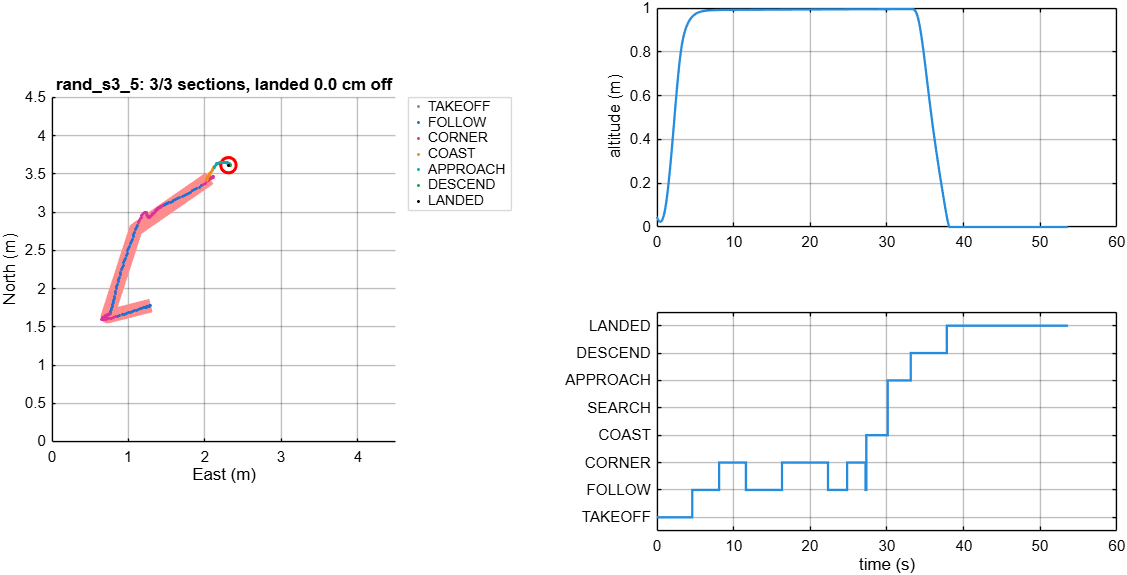 rand_s3_5: 3/3 sections, landed 0.0 cm off
4.5
4
3.5
3
2.5
2
1.5
1
0.5
0
0
1
2
3
4
North (m)
East (m)
TAKEOFF
FOLLOW
CORNER
COAST
APPROACH
DESCEND
LANDED
1
0.8
0.6
0.4
0.2
0
altitude (m)
0
10
20
30
40
50
60
LANDED
DESCEND
APPROACH
SEARCH
COAST
CORNER
FOLLOW
TAKEOFF
0
10
20
30
40
50
60
time (s)